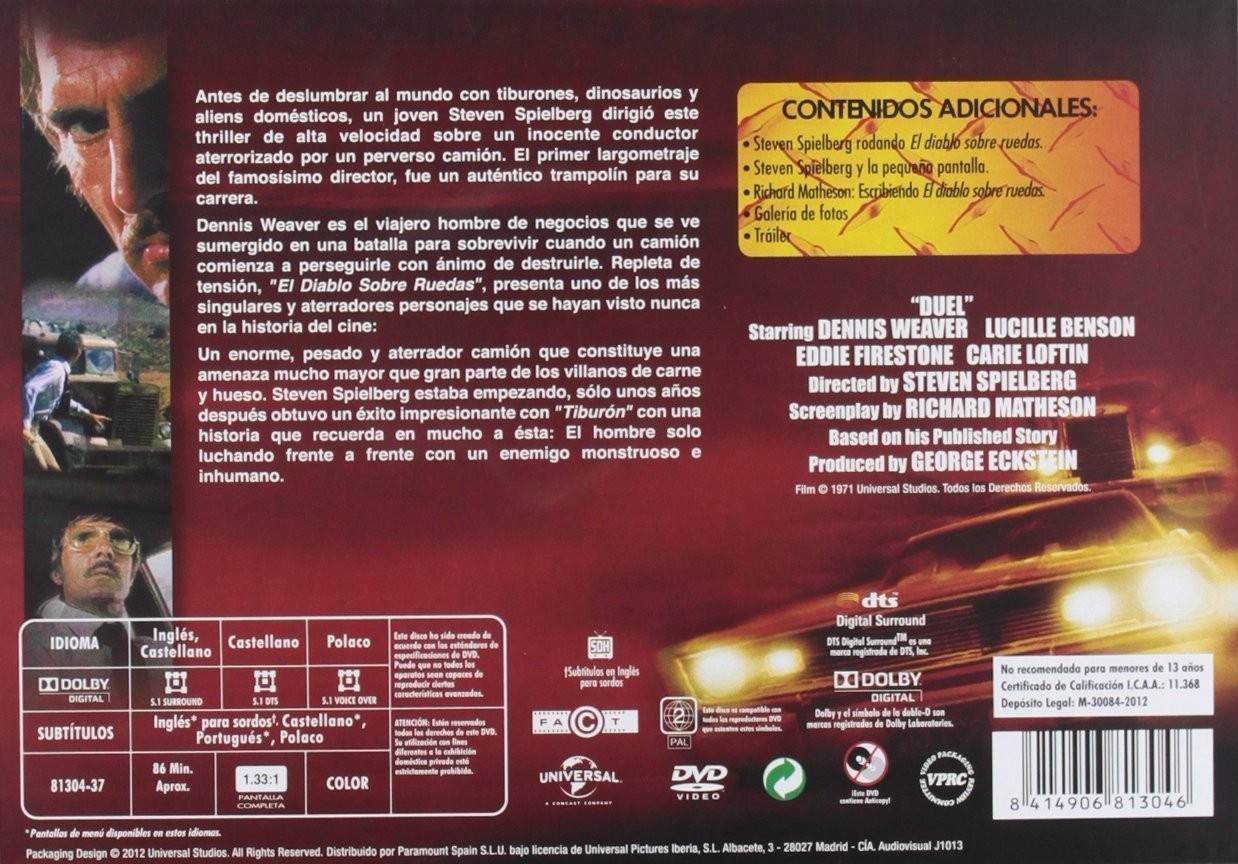 Antes de deslumbrar al mundo con tiburones, dinosaurios y
aliens domésticos, un joven Steven Spielberg dirigió este
thriller de alta velocidad sobre un inocente conductor
aterrorizado por un perverso camión. El primer largometraje
del famosísimo director, fue un auténtico trampolín para su
carrera.
Dennis Weaver es el viajero hombre de negocios que se ve
sumergido en una batalla para sobrevivir cuando un camión
comienza a perseguirle con ánimo de destruirle. Repleta de
tensión, "El Diablo Sobre Ruedas", presenta uno de los más
singulares y aterradores personajes que se hayan visto nunca
en la historia del cine:
Un enorme, pesado y aterrador camión que constituye una
amenaza mucho mayor que gran parte de los villanos de carne
y hueso. Steven Spielberg estaba empezando, sólo unos años
después obtuvo un éxito impresionante con "Tiburón" con una
historia que recuerda en mucho a ésta: El hombre solo
luchando frente a frente con un enemigo monstruoso e
inhumano.
CONTENIDOS ADICIONALES:
• Steven Spielberg rodando El diablo sobre ruedas.
• Steven Spielberg y la pequeña pantalla.
• Richard Matheson: Escribiendo El diablo sobre ruedas.
• Galería de fotos
• Tráiler
“DUEL”
Starring DENNIS WEAVER LUCILLE BENSON
EDDIE FIRESTONE CARIE LOFTIN
Directed by STEVEN SPIELBERG
Screenplay by RICHARD MATHESON
Based on his Published Story
Produced by GEORGE ECKSTEIN
Film © 1971 Universal Studios. Todos los Derechos Reservados.
IDIOMA
Inglés,
Castellano
Castellano
Polaco
DOLBY
DIGITAL
5.1 SURROUND
5.1 DTS
5.1 VOICE OVER
SUBTÍTULOS
Inglés* para sordos†, Castellano*,
Portugués*, Polaco
81304-37
86 Min.
Aprox.
1.33:1
PANTALLA
COMPLETA
COLOR
Este disco ha sido creado de
acuerdo con los estándares de
especificaciones de DVD.
Puede que no todos los
aparatos sean capaces de
reproducir ciertas
características avanzadas.
ATENCIÓN: Están reservados
todos los derechos de este DVD.
Su utilización con fines
diferentes a la exhibición
doméstica privada está
estrictamente prohibida.
*Pantallas de menú disponibles en estos idiomas.
SDH
†Subtítulos en Inglés
para sordos
FACT
2
PAL
Este disco es compatible con
todos los reproductores DVD
que ostenten estos símbolos.
UNIVERSAL
A COMCAST COMPANY
DVD
VIDEO
dts
Digital Surround
DTS Digital Surround™ es una
marca registrada de DTS, Inc.
DOLBY
DIGITAL
Dolby y el símbolo de la doble-D son
marcas registradas de Dolby Laboratories.
¡Este DVD
contiene Anticopy!
VIDEO PACKAGING REVIEW COMMITTEE
VPRC
No recomendada para menores de 13 años
Certificado de Calificación I.C.A.A.: 11.368
Depósito Legal: M-30084-2012
8 414906 813046
Packaging Design © 2012 Universal Studios. All Rights Reserved. Distribuido por Paramount Spain S.L.U. bajo licencia de Universal Pictures Iberia, S.L. Albacete, 3 - 28027 Madrid - CÍA. Audiovisual J1013